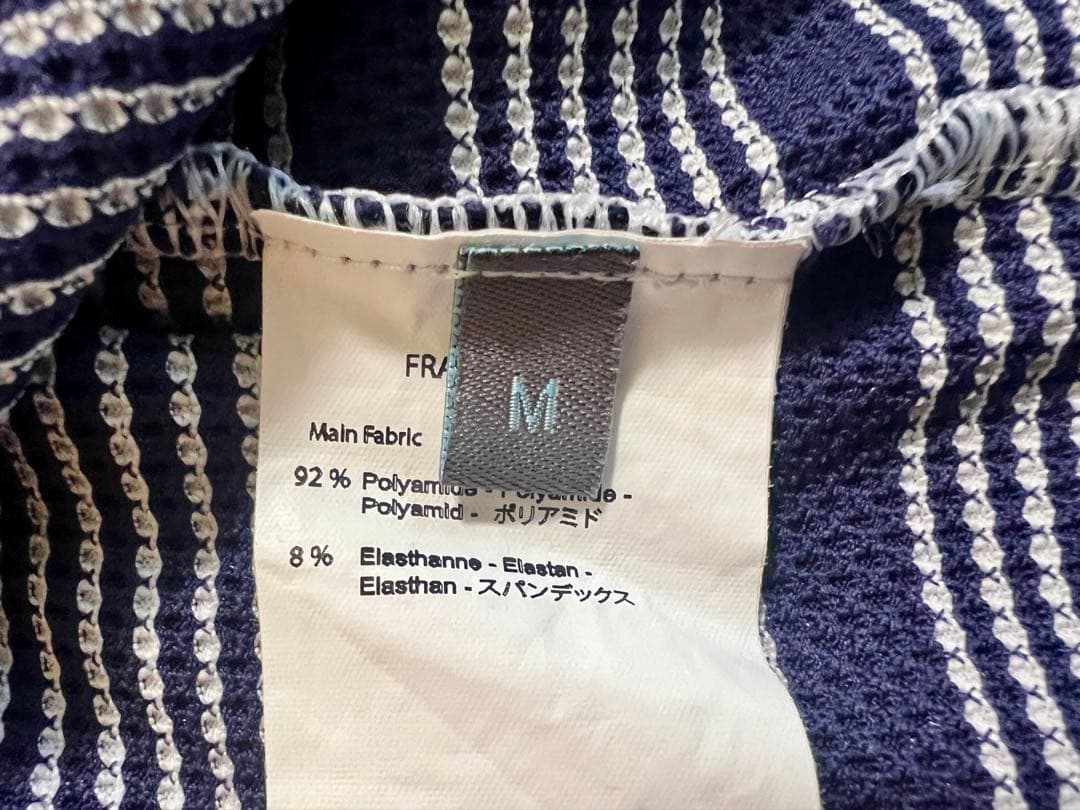 M
Main Fabric
92 % Polyamide - Polyamide -
Polyamid - ポリアミド
8 % Elasthanne - Elastan -
Elasthan - スパンデックス